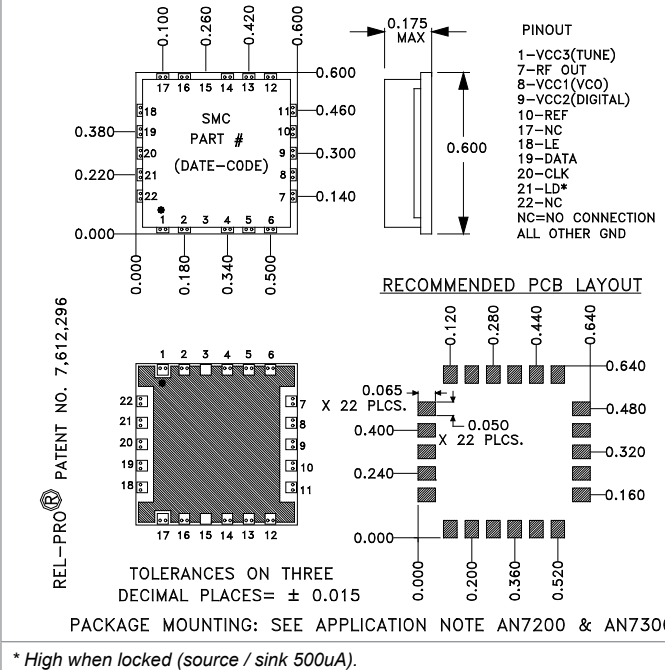 0.100
0.260
0.420
0.600
0.600
17 16 15 14 13 12
18
19
20
21
22
11
10
9
8
7
1 2 3 4 5 6
SMC
PART #
(DATE-CODE)
0.380
0.220
0.000
0.460
0.300
0.140
0.000
0.180
0.340
0.500
0.175
MAX
0.600
PINOUT
1-VCC3(TUNE)
7-RF OUT
8-VCC1(VCO)
9-VCC2(DIGITAL)
10-REF
17-NC
18-LE
19-DATA
20-CLK
21-LD*
22-NC
NC=NO CONNECTION
ALL OTHER GND
REL-PRO® PATENT NO. 7,612,296
1 2 3 4 5 6
22
21
20
19
18
7
8
9
10
11
17 16 15 14 13 12
RECOMMENDED PCB LAYOUT
0.120
0.280
0.440
0.640
0.640
0.065
X 22 PLCS.
0.050
X 22 PLCS.
0.480
0.400
0.320
0.240
0.160
0.000
0.000
0.200
0.360
0.520
TOLERANCES ON THREE
DECIMAL PLACES= ± 0.015
PACKAGE MOUNTING: SEE APPLICATION NOTE AN7200 & AN7300
* High when locked (source / sink 500uA).